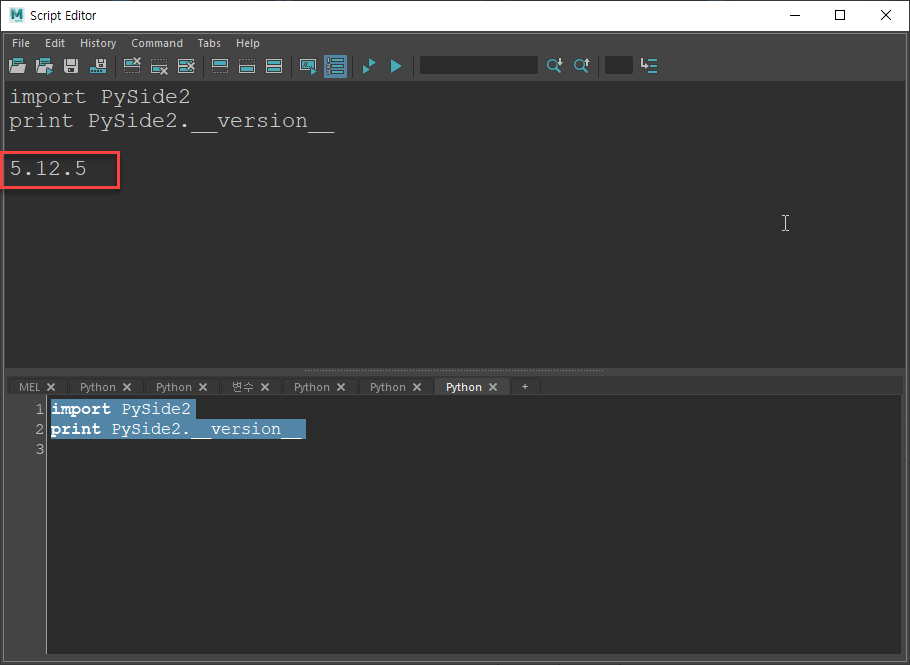 Script Editor
File Edit History Command Tabs Help
import PySide2
print PySide2.__version__
5.12.5
MEL Python Python 변수 Python Python Python +
1 import PySide2
2 print PySide2.__version__
3